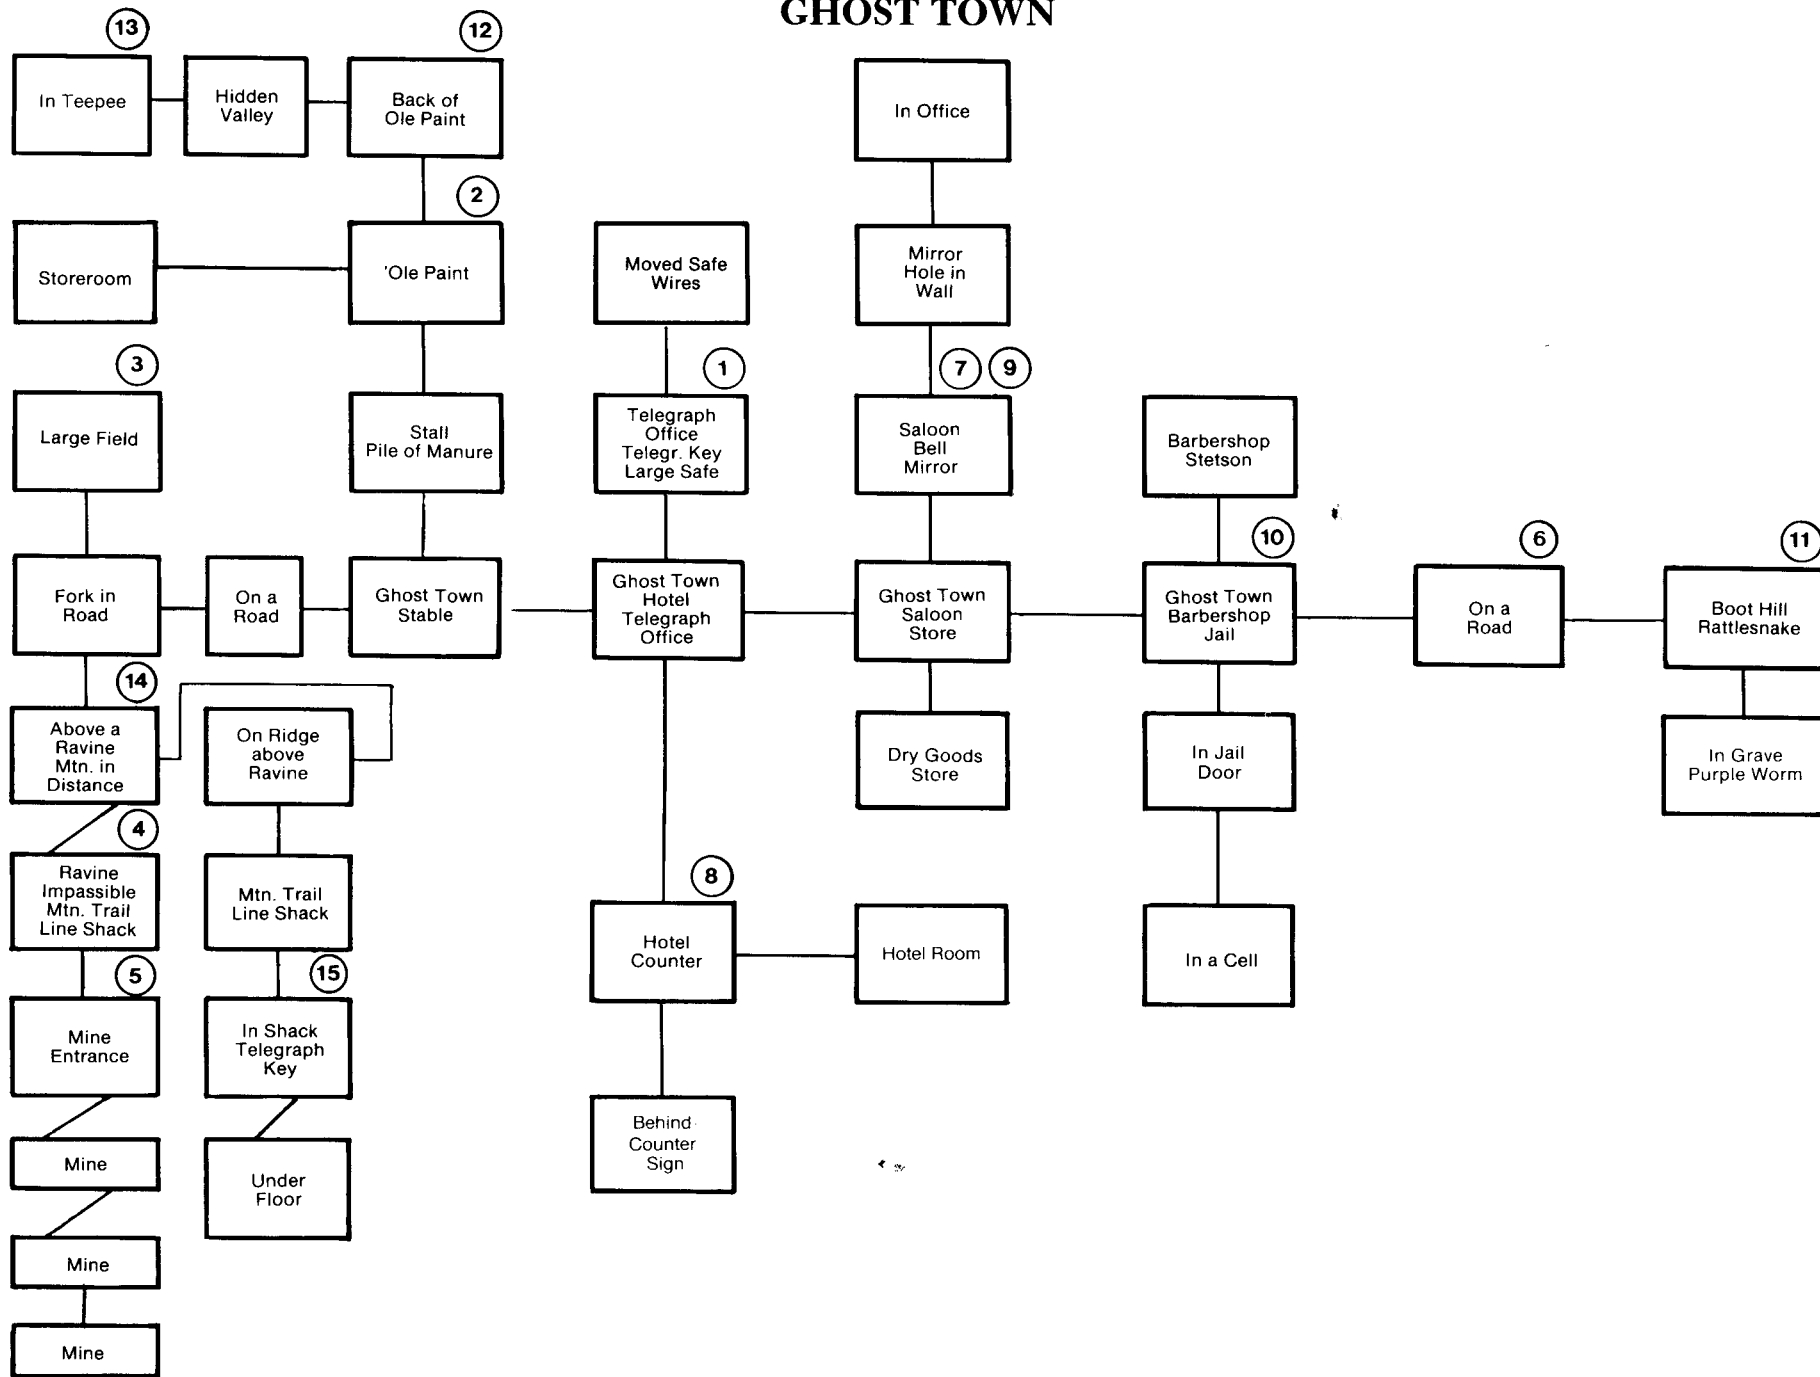 GHOST TOWN
13
12
In Teepee
Hidden
Valley
Back of
Ole Paint
In Office
2
Storeroom
'Ole Paint
Moved Safe
Wires
Mirror
Hole in
Wall
3
1
7
9
Large Field
Stall
Pile of Manure
Telegraph
Office
Telegr. Key
Large Safe
Saloon
Bell
Mirror
Barbershop
Stetson
10
6
11
Fork in
Road
On a
Road
Ghost Town
Stable
Ghost Town
Hotel
Telegraph
Office
Ghost Town
Saloon
Store
Ghost Town
Barbershop
Jail
On a
Road
Boot Hill
Rattlesnake
14
Above a
Ravine
Mtn. in
Distance
On Ridge
above
Ravine
Dry Goods
Store
In Jail
Door
In Grave
Purple Worm
4
8
Ravine
Impassible
Mtn. Trail
Line Shack
Mtn. Trail
Line Shack
Hotel
Counter
Hotel Room
In a Cell
5
15
Mine
Entrance
In Shack
Telegraph
Key
Behind
Counter
Sign
Mine
Under
Floor
Mine
Mine